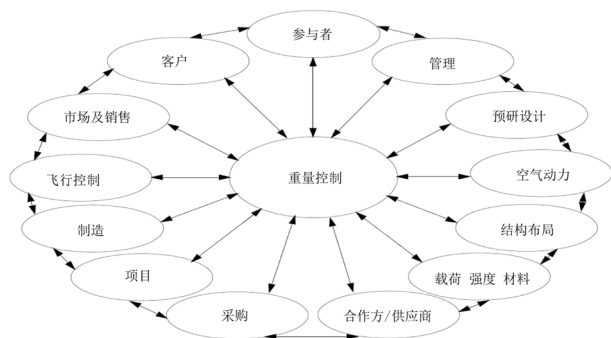 参与者
客户
管理
市场及销售
预研设计
飞行控制
重量控制
空气动力
制造
结构布局
项目
载荷 强度 材料
采购
合作方/供应商